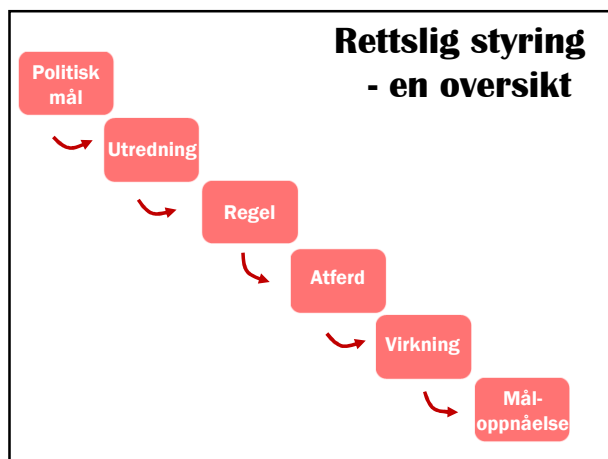 Rettslig styring
- en oversikt
Politisk
mål
Utredning
Regel
Atferd
Virkning
Mål-
oppnåelse